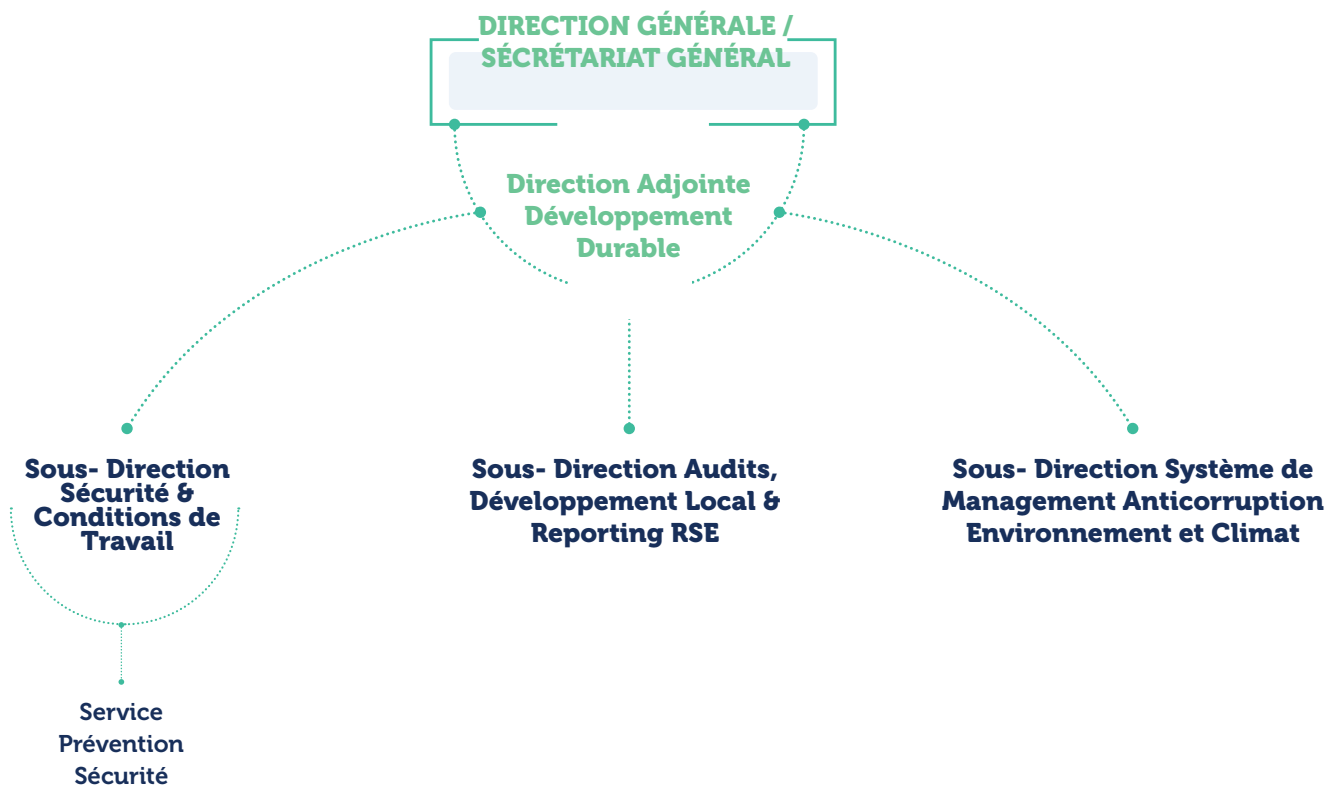 DIRECTION GÉNÉRALE /
SÉCRÉTARIAT GÉNÉRAL
Direction Adjointe
Développement
Durable
Sous- Direction
Sécurité &
Conditions de
Travail
Sous- Direction Audits,
Développement Local &
Reporting RSE
Sous- Direction Système de
Management Anticorruption
Environnement et Climat
Service
Prévention
Sécurité